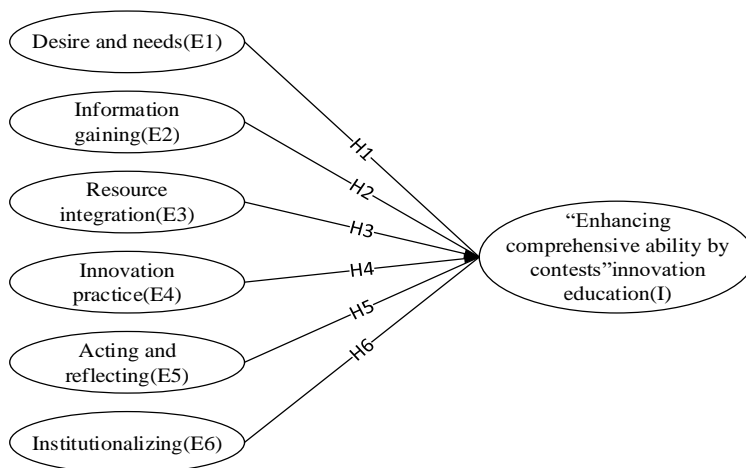 Desire and needs(E1)
Information
gaining(E2)
Resource
integration(E3)
Innovation
practice(E4)
Acting and
reflecting(E5)
Institutionalizing(E6)
H1
H2
H3
H4
H5
H6
“Enhancing
comprehensive ability by
contests”innovation
education(I)